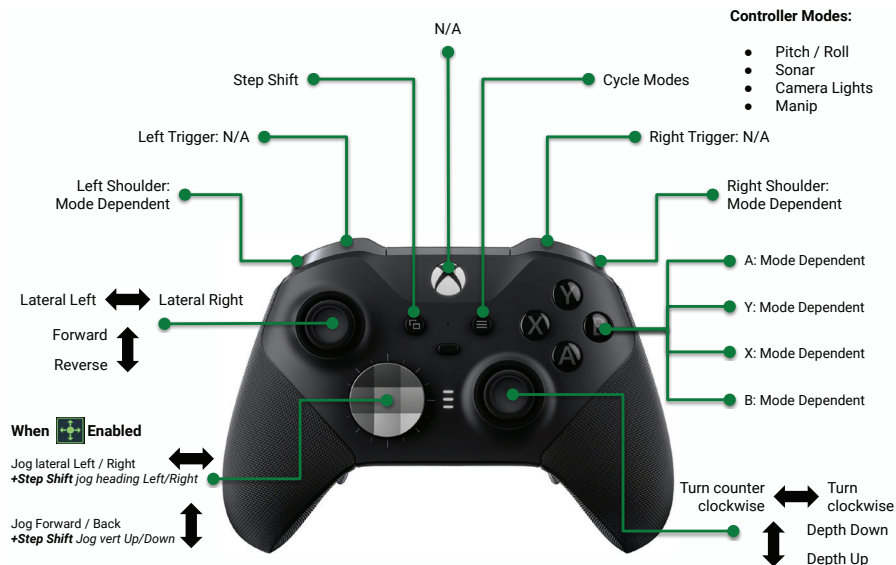 Controller Modes:
● Pitch / Roll
● Sonar
● Camera Lights
● Manip
N/A
Step Shift
Cycle Modes
Left Trigger: N/A
Right Trigger: N/A
Left Shoulder:
Mode Dependent
Right Shoulder:
Mode Dependent
A: Mode Dependent
Y: Mode Dependent
X: Mode Dependent
B: Mode Dependent
Lateral Left
Lateral Right
Forward
Reverse
Y
X
B
A
When Enabled
Jog lateral Left / Right
+Step Shift jog heading Left/Right
Jog Forward / Back
+Step Shift Jog vert Up/Down
Turn counter
clockwise
Turn
clockwise
Depth Down
Depth Up